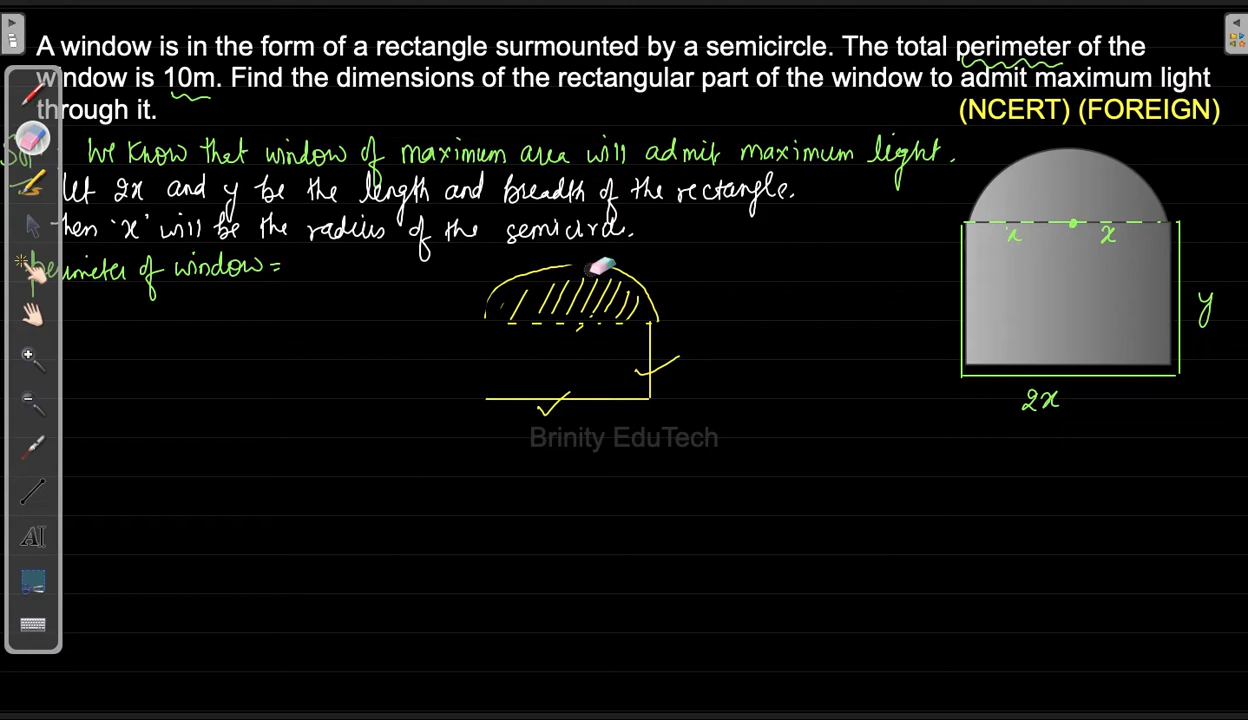 A window is in the form of a rectangle surmounted by a semicircle. The total perimeter of the
window is 10m. Find the dimensions of the rectangular part of the window to admit maximum light
through it.
(NCERT) (FOREIGN)
We know that window of maximum area will admit maximum light.
Let 2x and y be the length and breadth of the rectangle.
Then 'x' will be the radius of the semicircle.
perimeter of window =
x x
y
2x
Brinity EduTech
AI